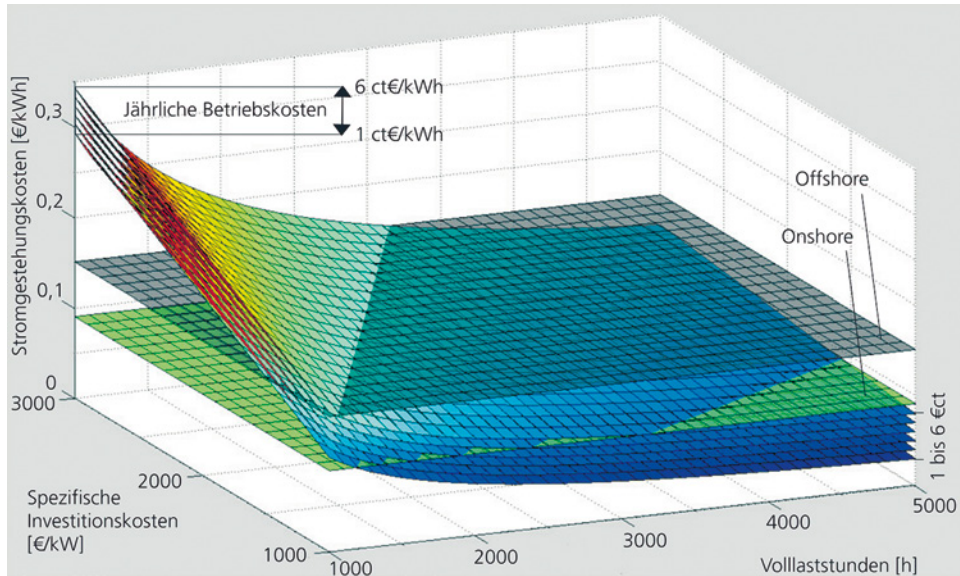 6 ct€/kWh
Jährliche Betriebskosten
1 ct€/kWh
Stromgestehungskosten [€/kWh]
0,3
0,2
0,1
0
3000
2000
1000
Spezifische
Investitionskosten
[€/kW]
Offshore
Onshore
1 bis 6 €ct
1000
2000
3000
4000
5000
Volllaststunden [h]